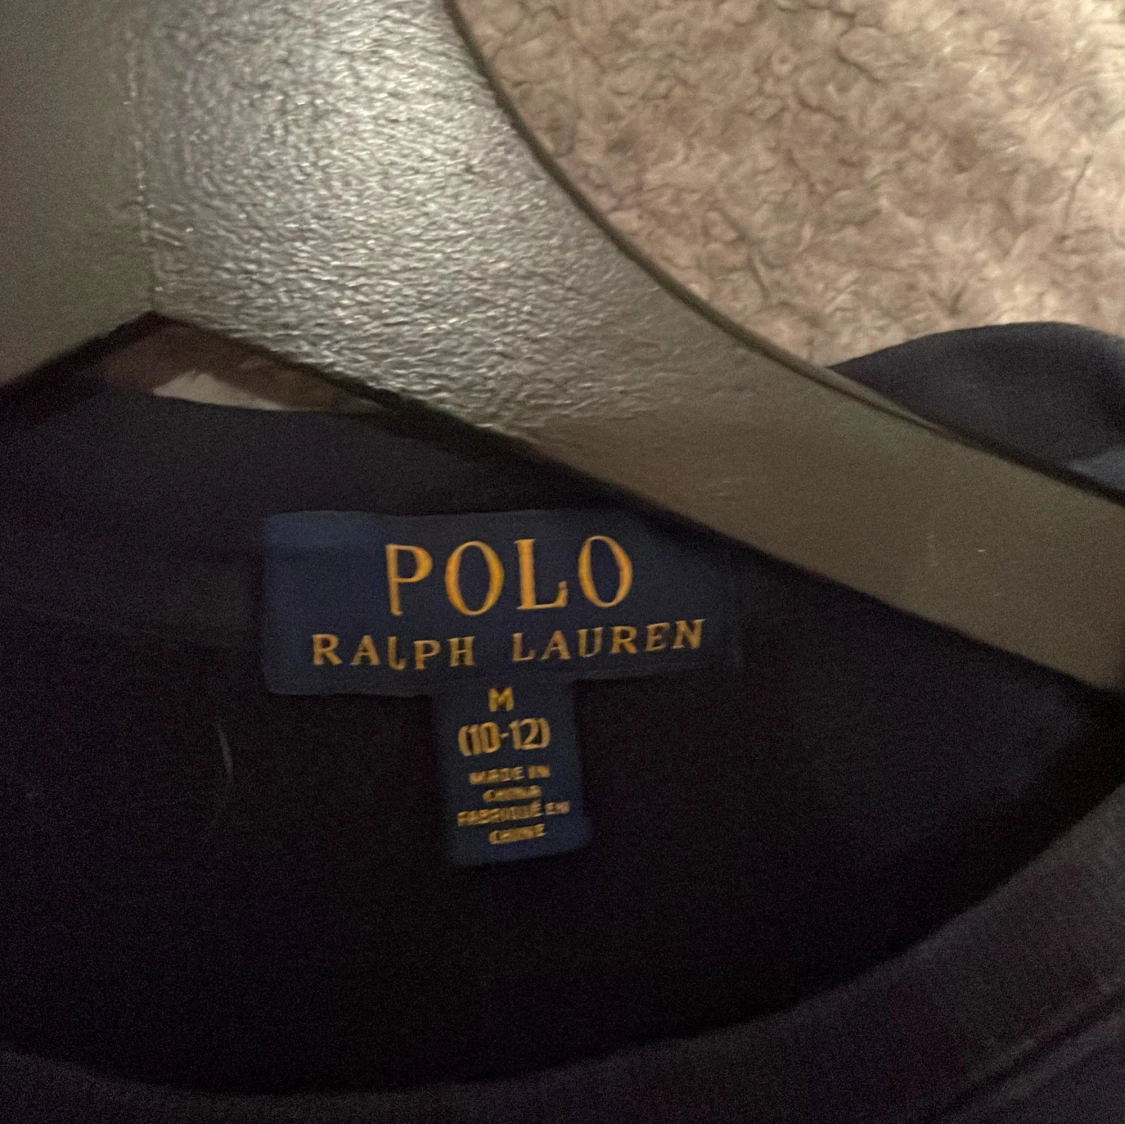 POLO
RALPH LAUREN
M
(10-12)
MADE IN
CHINA
FABRIQUÉ EN
CHINE